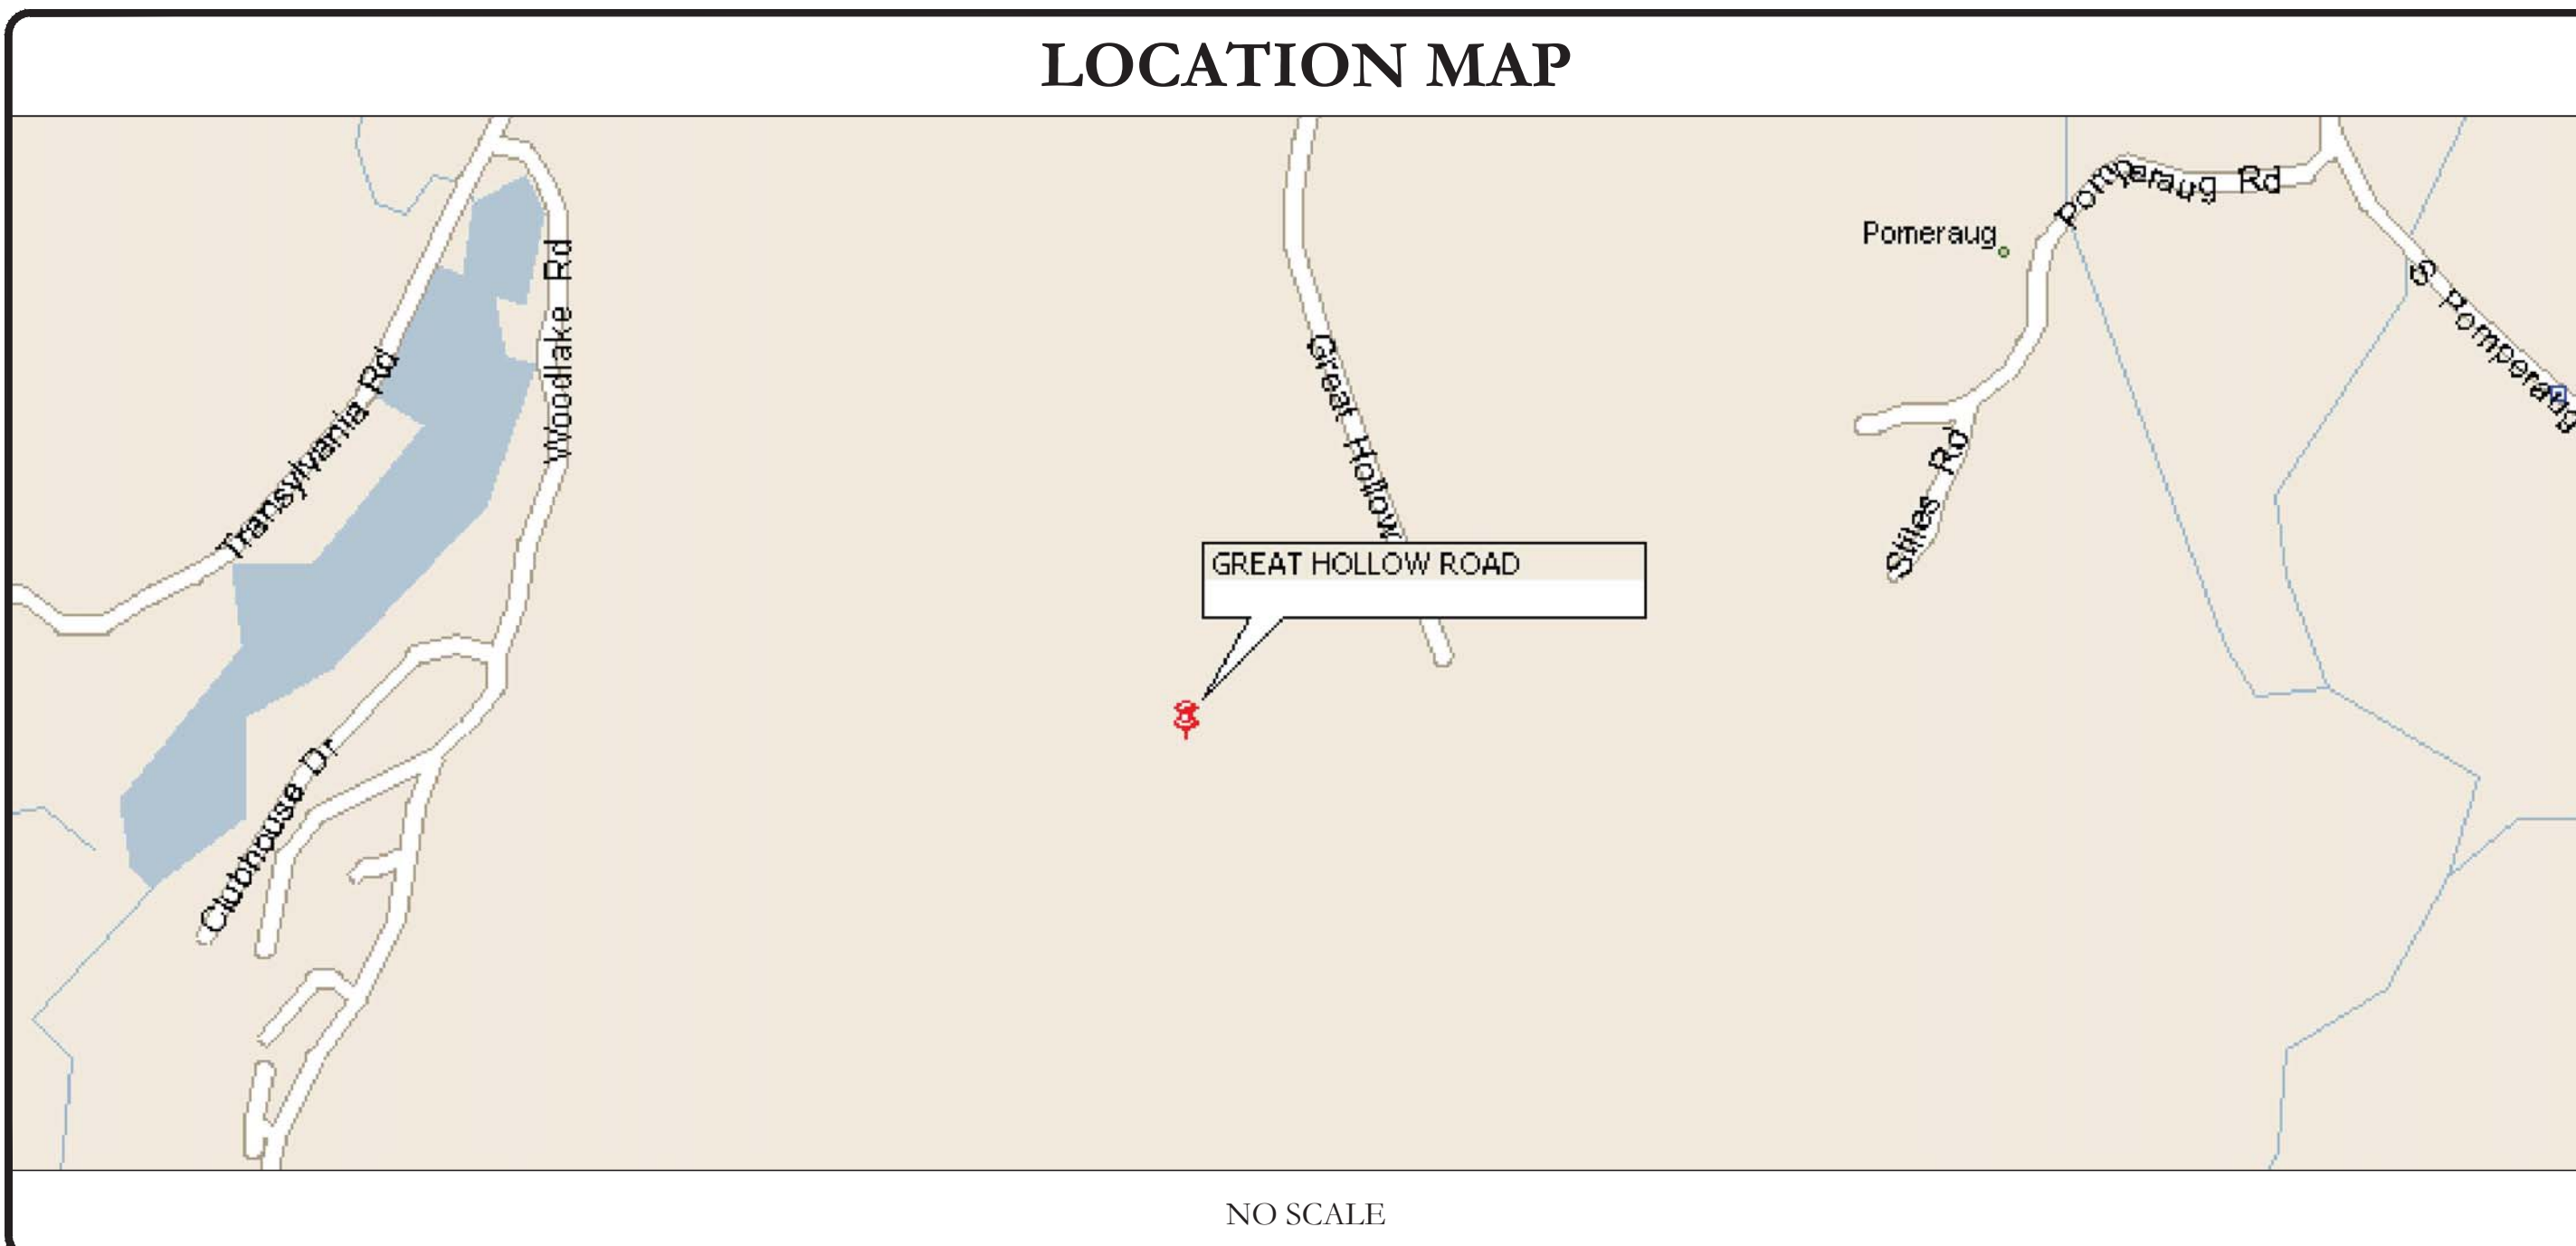 LOCATION MAP
Pomperaug Rd
Pomeraug
S Pomperaug
Woodlake Rd
Transylvania Rd
Great Hollow
Stiles Rd
GREAT HOLLOW ROAD
Clubhouse Dr
NO SCALE